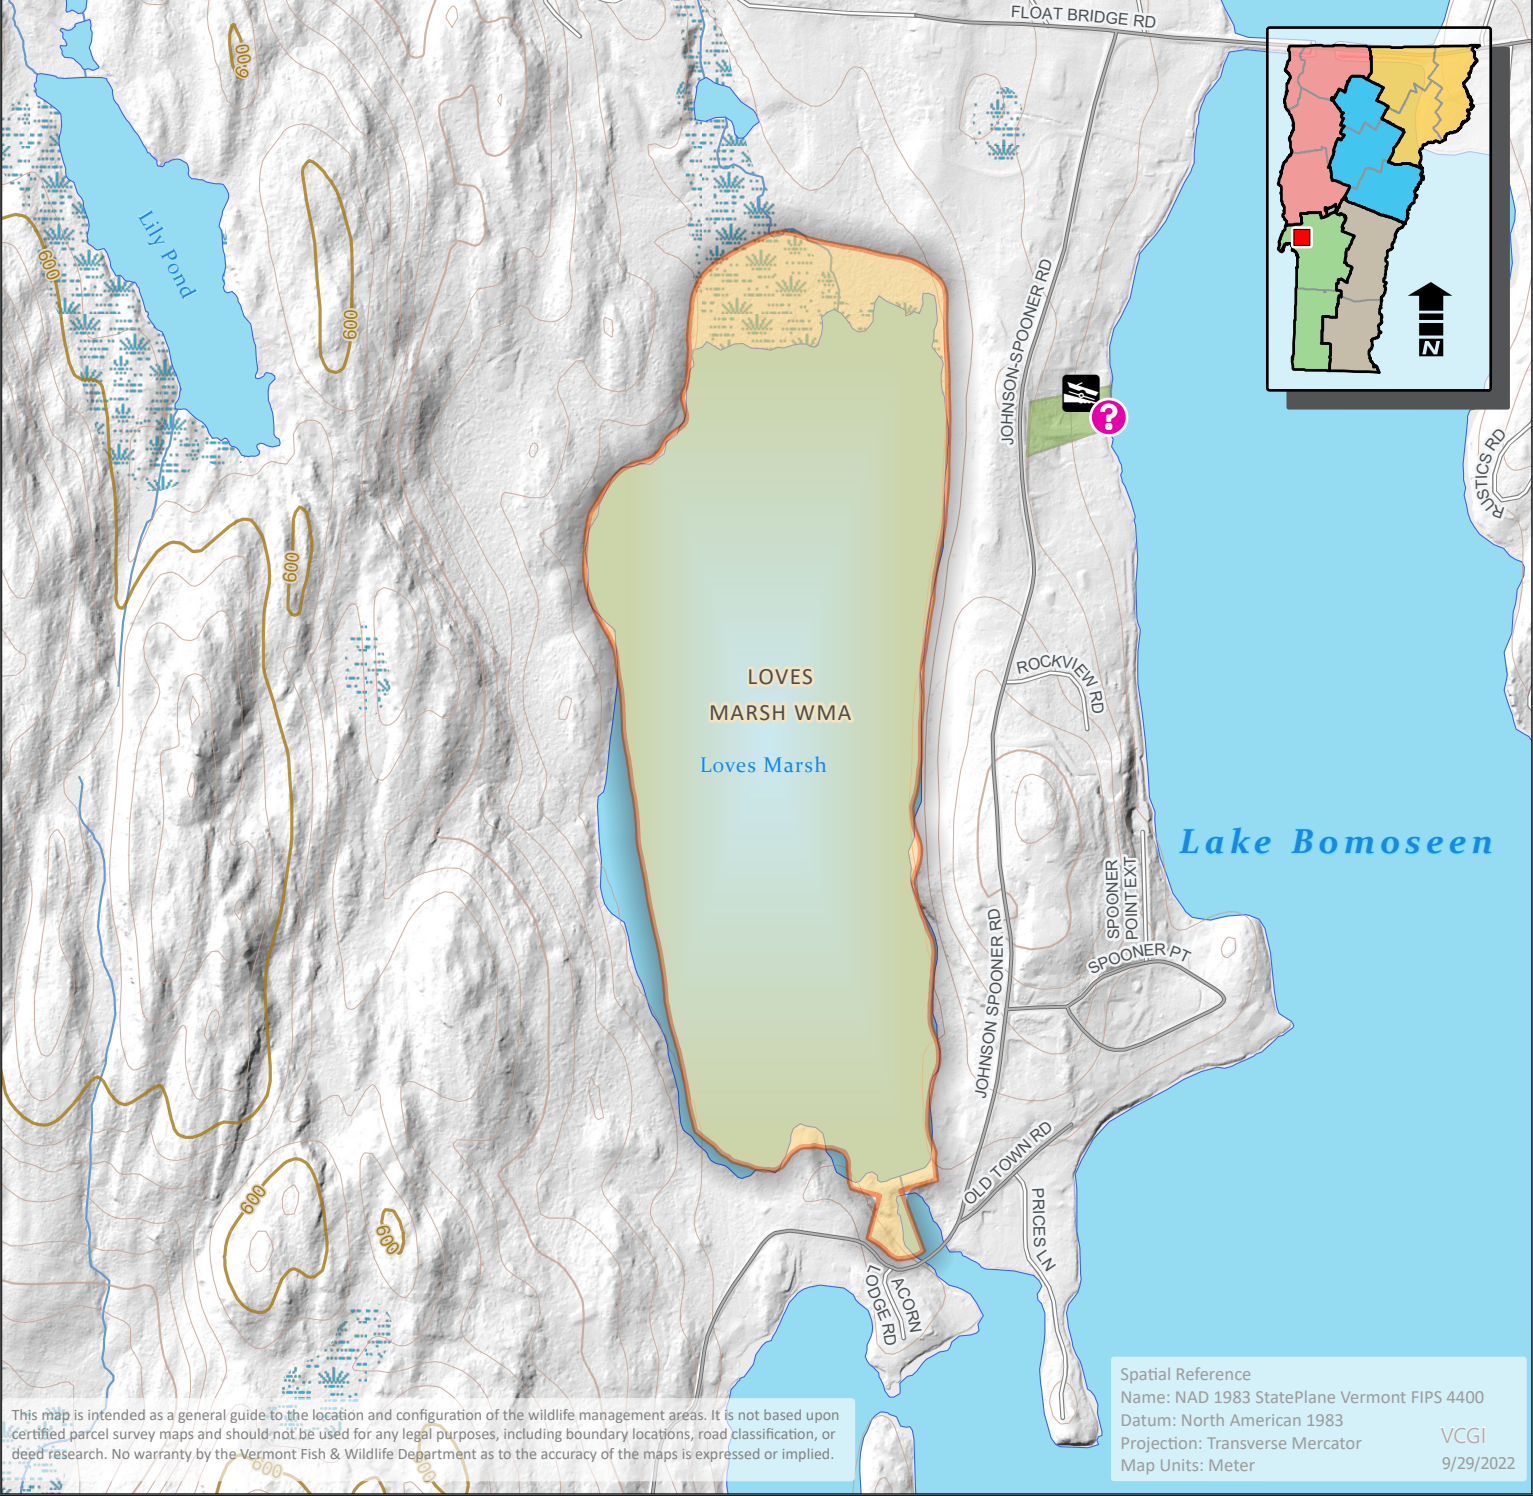 FLOAT BRIDGE RD
600
Lily Pond
600
600
JOHNSON-SPOONER RD
?
N
RUSTICS RD
600
ROCKVIEW RD
LOVES
MARSH WMA
Loves Marsh
Lake Bomoseen
SPOONER
POINT EXT
SPOONER PT
JOHNSON SPOONER RD
OLD TOWN RD
PRICES LN
600
600
ACORN
LODGE RD
600
600
This map is intended as a general guide to the location and configuration of the wildlife management areas. It is not based upon
certified parcel survey maps and should not be used for any legal purposes, including boundary locations, road classification, or
deed research. No warranty by the Vermont Fish & Wildlife Department as to the accuracy of the maps is expressed or implied.
Spatial Reference
Name: NAD 1983 StatePlane Vermont FIPS 4400
Datum: North American 1983
Projection: Transverse Mercator
Map Units: Meter
VCGI
9/29/2022